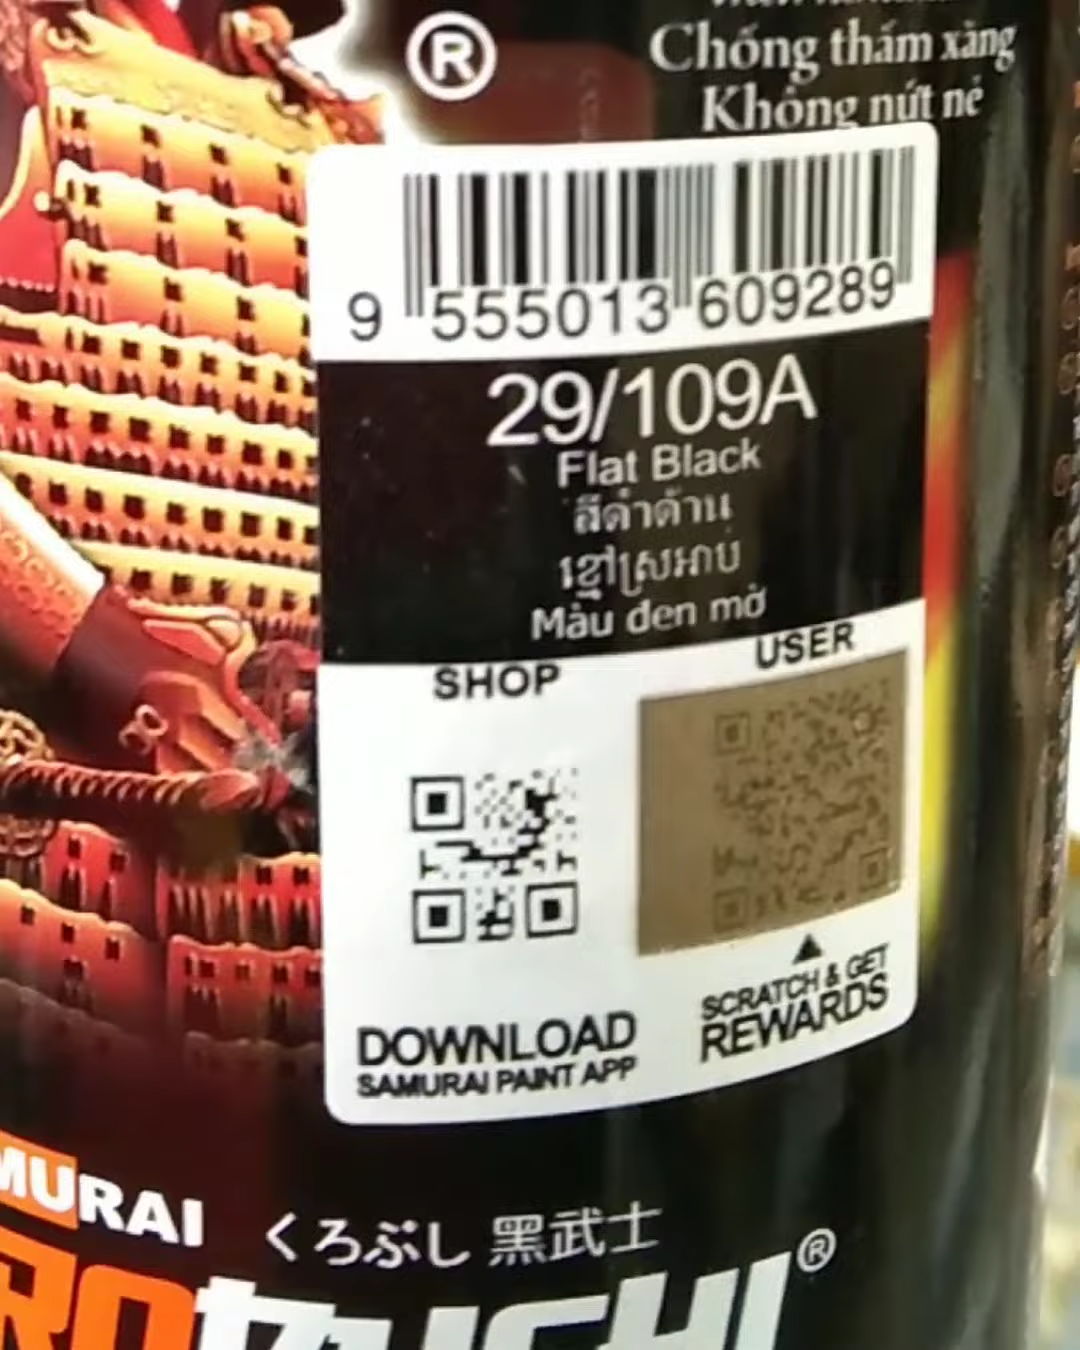 ®
Chống thấm xăng
Không nứt nẻ
9 555013 609289
29/109A
Flat Black
สีดำด้าน
ខ្មៅស្រអាប់
Màu đen mờ
SHOP
USER
DOWNLOAD
SAMURAI PAINT APP
SCRATCH & GET
REWARDS
MURAI
くろぶし 黑武士
®